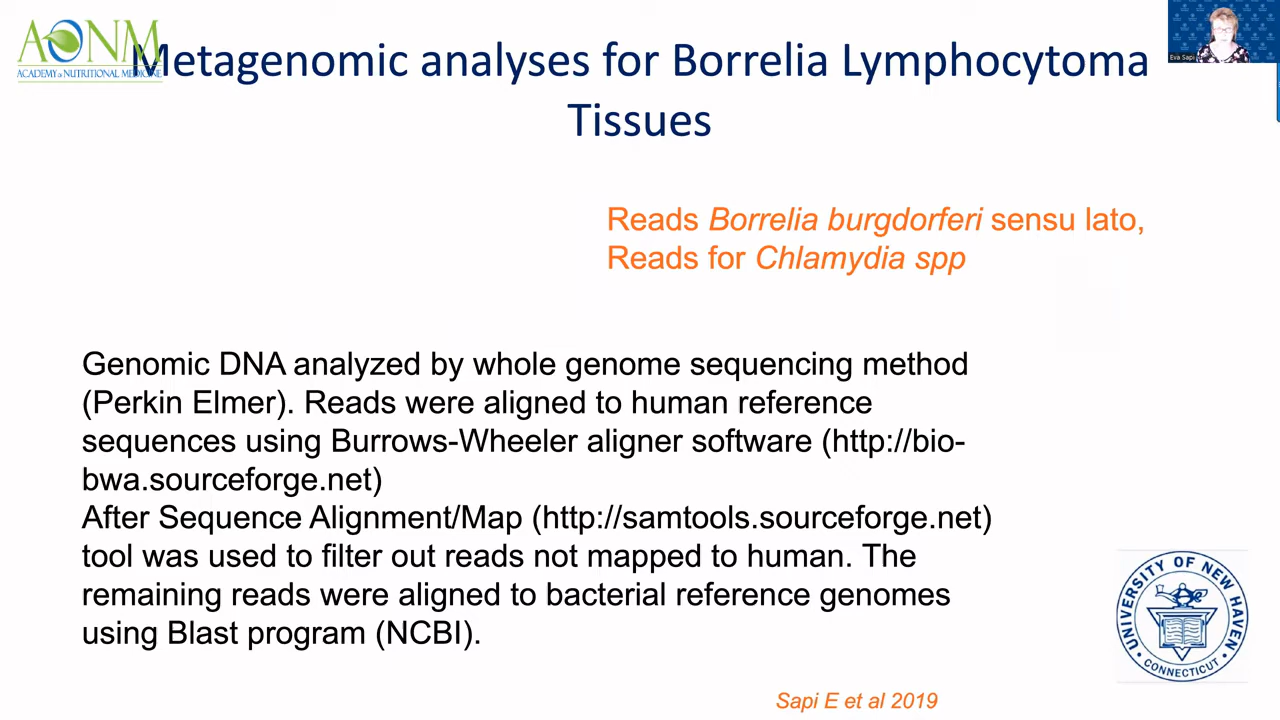 AONM
ACADEMY of NUTRITIONAL MEDICINE
Metagenomic analyses for Borrelia Lymphocytoma
Tissues
Eva Sapi
Reads Borrelia burgdorferi sensu lato,
Reads for Chlamydia spp
Genomic DNA analyzed by whole genome sequencing method
(Perkin Elmer). Reads were aligned to human reference
sequences using Burrows-Wheeler aligner software (http://bio-
bwa.sourceforge.net)
After Sequence Alignment/Map (http://samtools.sourceforge.net)
tool was used to filter out reads not mapped to human. The
remaining reads were aligned to bacterial reference genomes
using Blast program (NCBI).
UNIVERSITY OF NEW HAVEN
CONNECTICUT
Sapi E et al 2019